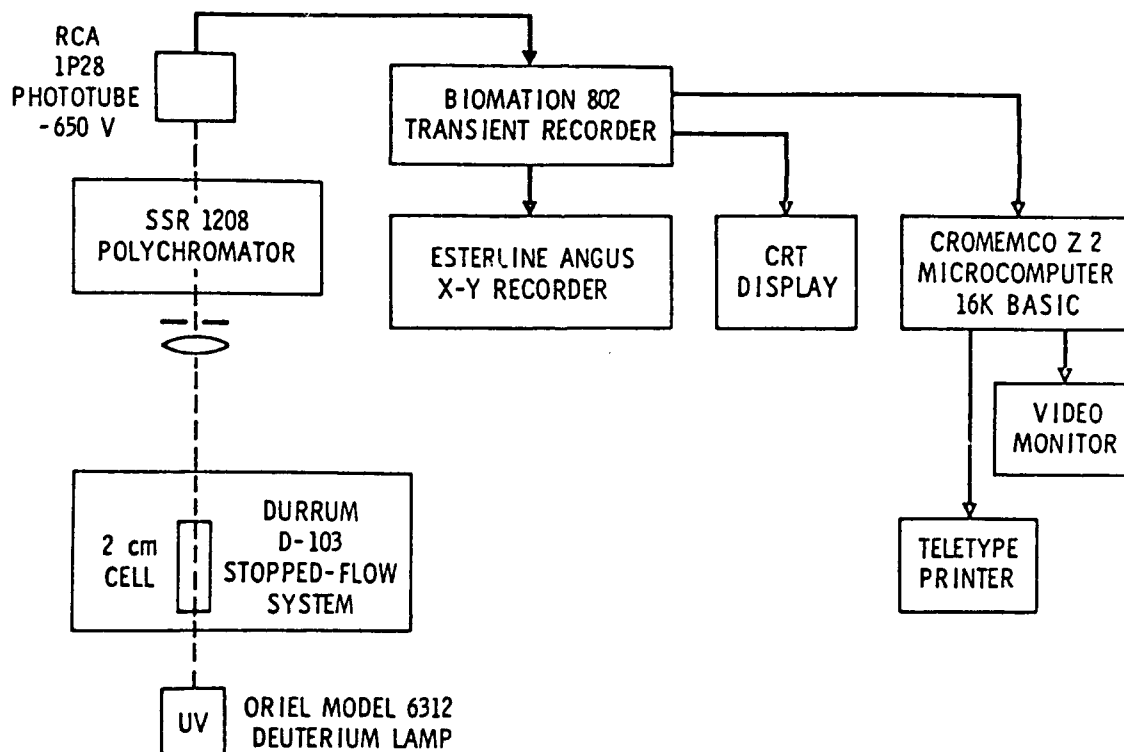 RCA
1P28
PHOTOTUBE
-650 V
BIOMATION 802
TRANSIENT RECORDER
SSR 1208
POLYCHROMATOR
ESTERLINE ANGUS
X-Y RECORDER
CRT
DISPLAY
CROMEMCO Z 2
MICROCOMPUTER
16K BASIC
VIDEO
MONITOR
2 cm
CELL
DURRUM
D-103
STOPPED-FLOW
SYSTEM
TELETYPE
PRINTER
UV
ORIEL MODEL 6312
DEUTERIUM LAMP